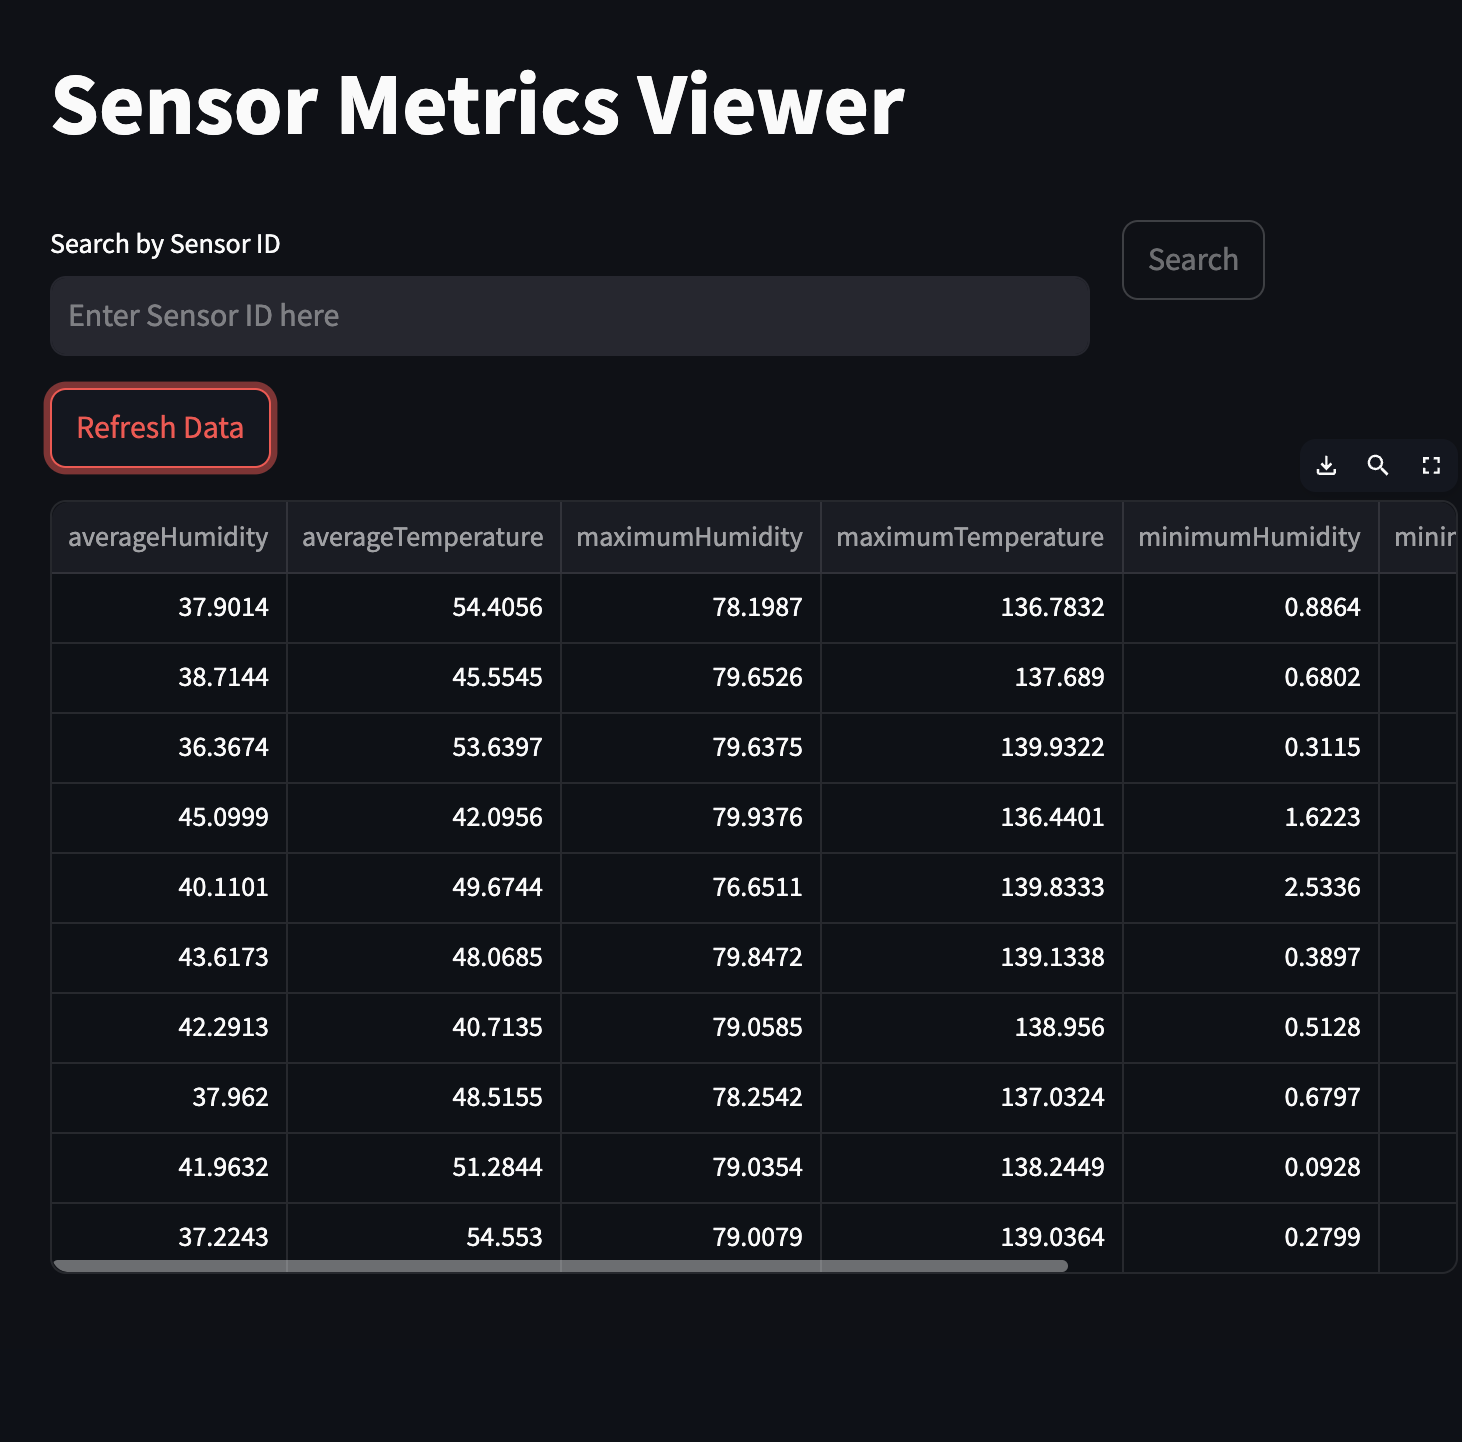 Sensor Metrics Viewer
Search by Sensor ID
Search
Enter Sensor ID here
Refresh Data
averageHumidity averageTemperature maximumHumidity maximumTemperature minimumHumidity
37.9014 54.4056 78.1987 136.7832 0.8864
38.7144 45.5545 79.6526 137.689 0.6802
36.3674 53.6397 79.6375 139.9322 0.3115
45.0999 42.0956 79.9376 136.4401 1.6223
40.1101 49.6744 76.6511 139.8333 2.5336
43.6173 48.0685 79.8472 139.1338 0.3897
42.2913 40.7135 79.0585 138.956 0.5128
37.962 48.5155 78.2542 137.0324 0.6797
41.9632 51.2844 79.0354 138.2449 0.0928
37.2243 54.553 79.0079 139.0364 0.2799